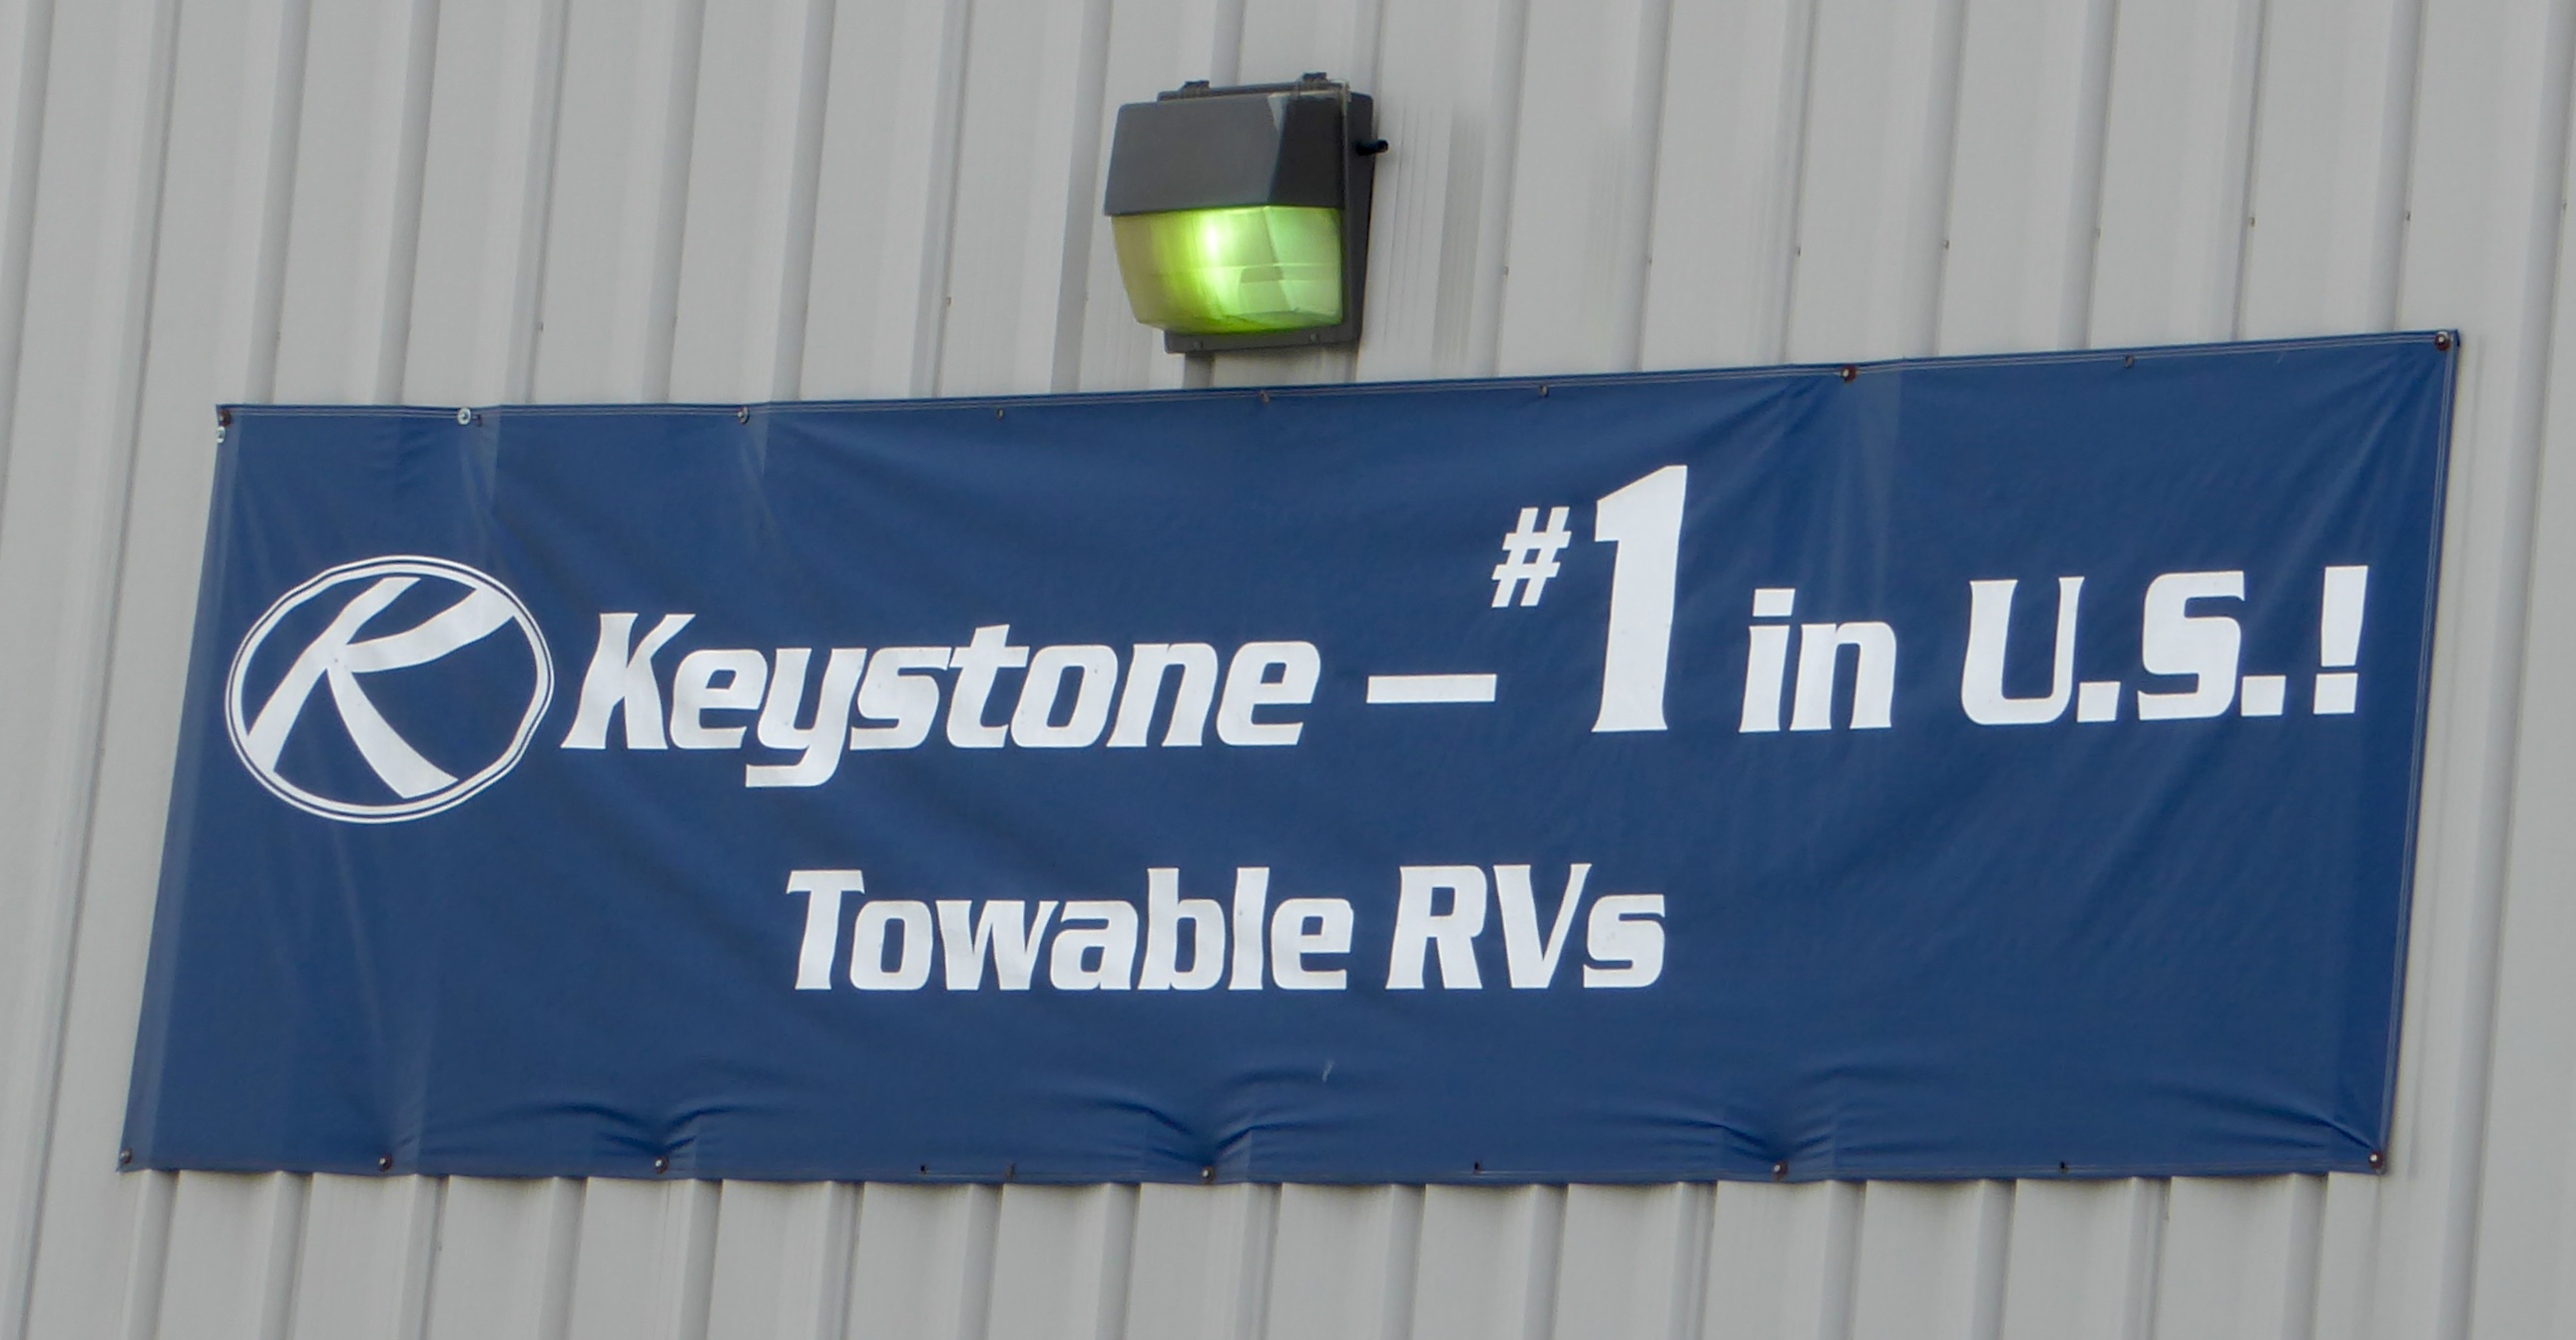 K Keystone – #1 in U.S.!
Towable RVs